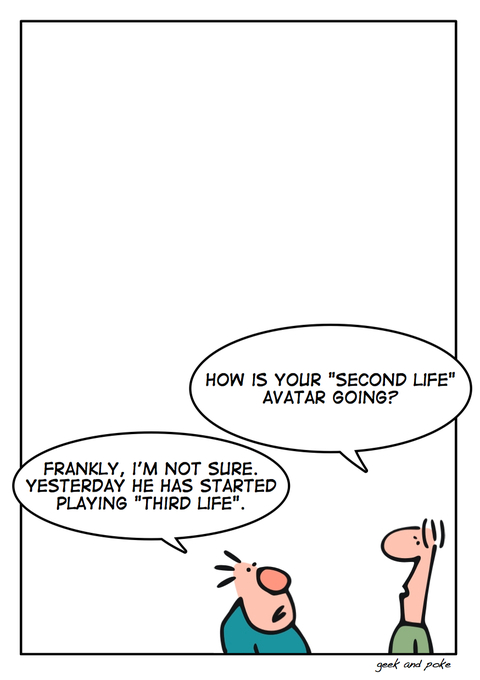 HOW IS YOUR "SECOND LIFE"
AVATAR GOING?
FRANKLY, I'M NOT SURE.
YESTERDAY HE HAS STARTED
PLAYING "THIRD LIFE".
geek and poke